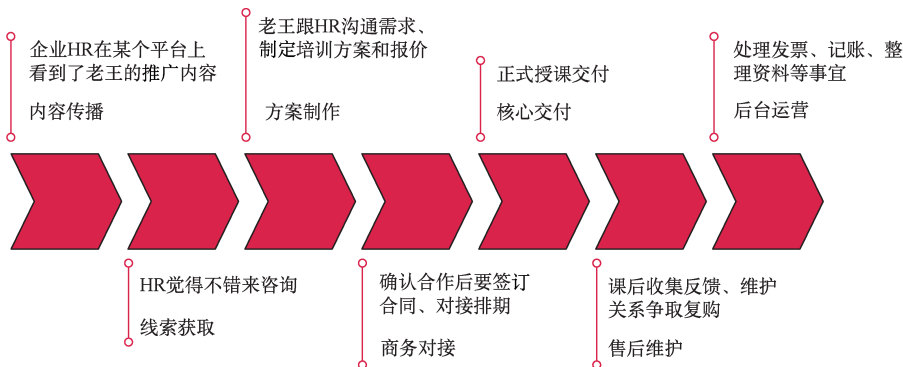 企业HR在某个平台上
看到了老王的推广内容
内容传播
HR觉得不错来咨询
线索获取
老王跟HR沟通需求、
制定培训方案和报价
方案制作
确认合作后要签订
合同、对接排期
商务对接
正式授课交付
核心交付
课后收集反馈、维护
关系争取复购
售后维护
处理发票、记账、整
理资料等事宜
后台运营